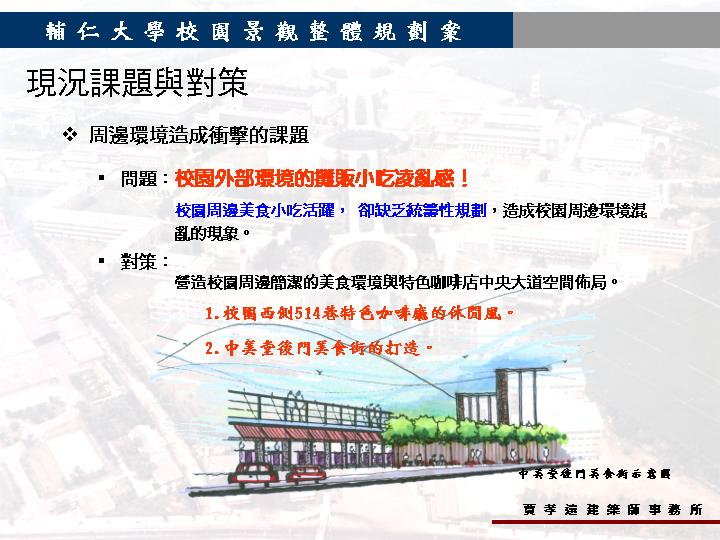 輔仁大學校園景觀整體規劃案
現況課題與對策
❖ 周邊環境造成衝擊的課題
▪ 問題：校園外部環境的攤販小吃凌亂感！
校園周邊美食小吃活躍， 卻缺乏統籌性規劃，造成校園周邊環境混
亂的現象。
▪ 對策：
營造校園周邊簡潔的美食環境與特色咖啡店中央大道空間佈局。
1.校園西側514巷特色咖啡廳的休閒風。
2.中美堂後門美食街的打造。
中美堂後門美食街示意圖
賈孝遠建築師事務所